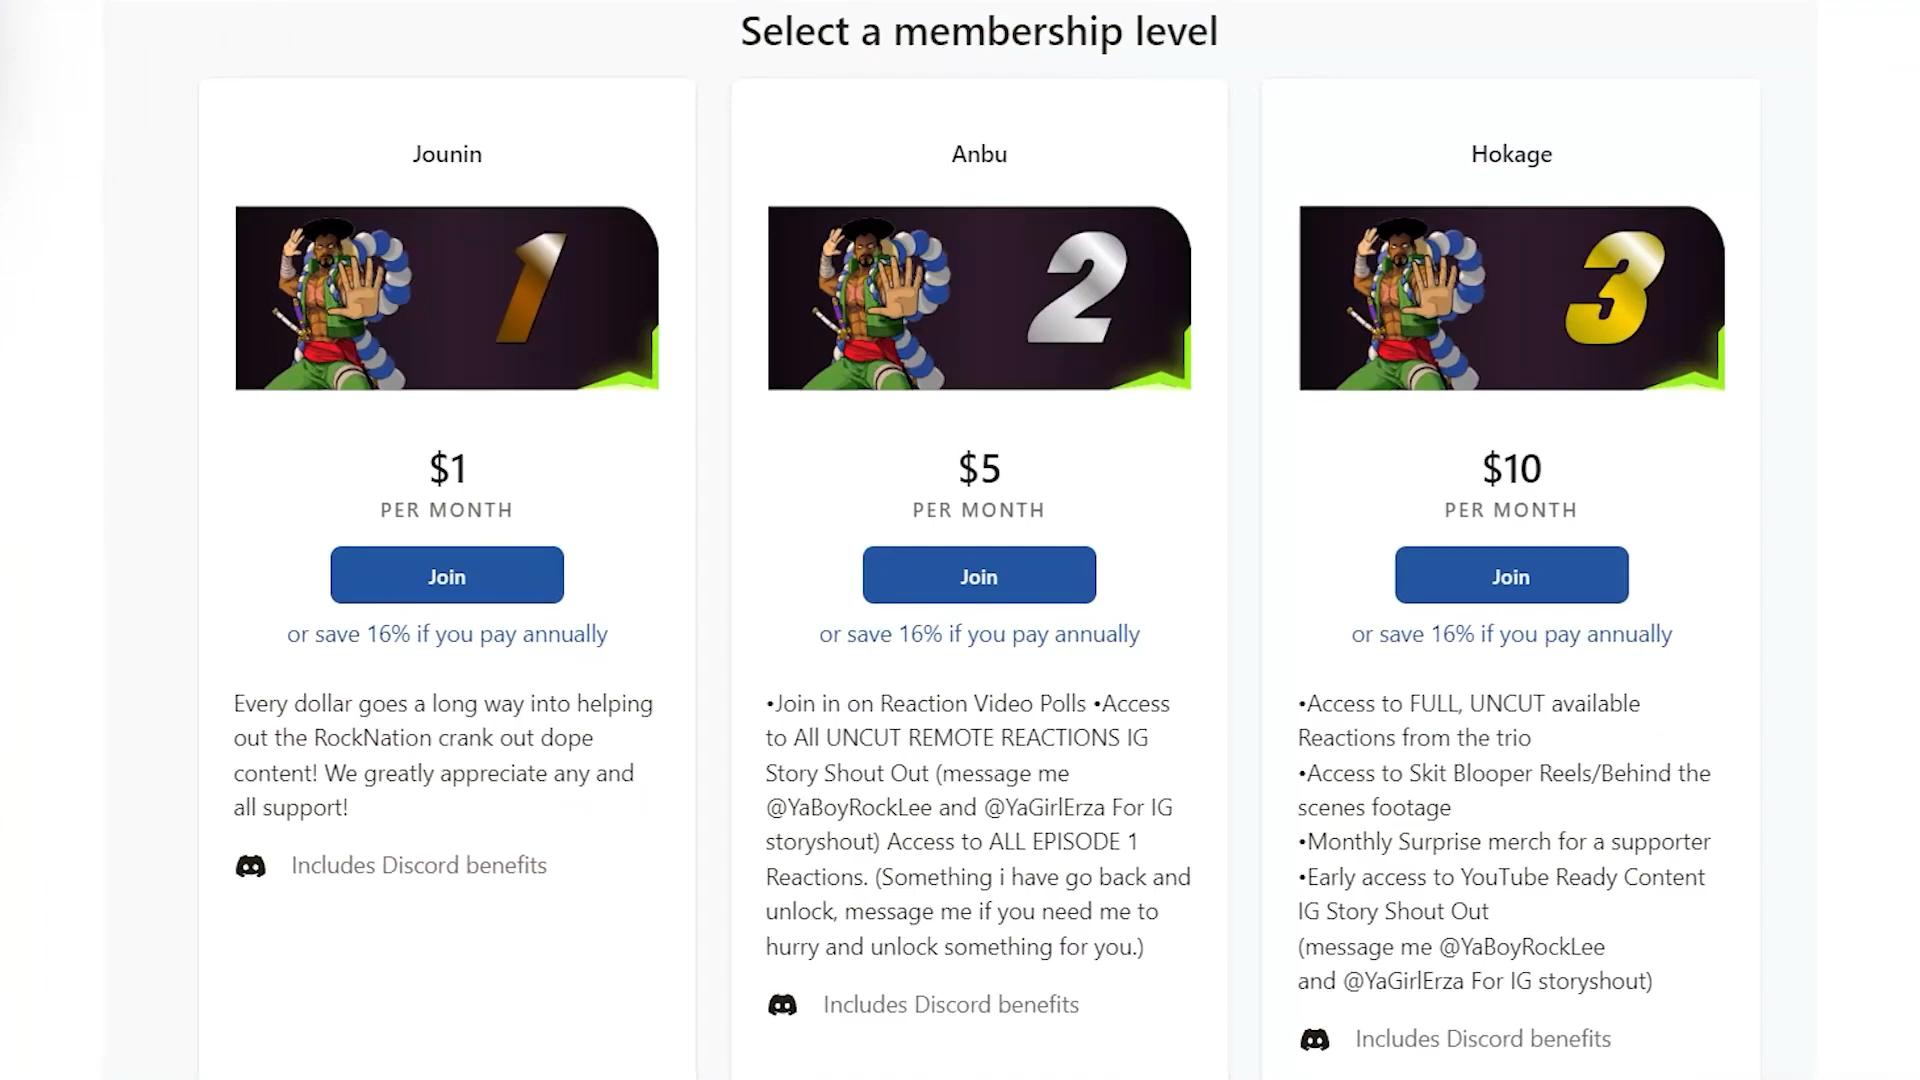 Select a membership level
Jounin
1
$1
PER MONTH
Join
or save 16% if you pay annually
Every dollar goes a long way into helping
out the RockNation crank out dope
content! We greatly appreciate any and
all support!
Includes Discord benefits
Anbu
2
$5
PER MONTH
Join
or save 16% if you pay annually
•Join in on Reaction Video Polls •Access
to All UNCUT REMOTE REACTIONS IG
Story Shout Out (message me
@YaBoyRockLee and @YaGirlErza For IG
storyshout) Access to ALL EPISODE 1
Reactions. (Something i have go back and
unlock, message me if you need me to
hurry and unlock something for you.)
Includes Discord benefits
Hokage
3
$10
PER MONTH
Join
or save 16% if you pay annually
•Access to FULL, UNCUT available
Reactions from the trio
•Access to Skit Blooper Reels/Behind the
scenes footage
•Monthly Surprise merch for a supporter
•Early access to YouTube Ready Content
IG Story Shout Out
(message me @YaBoyRockLee
and @YaGirlErza For IG storyshout)
Includes Discord benefits